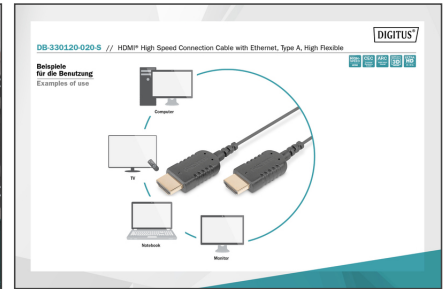 DIGITUS®
DB-330120-020-S // HDMI® High Speed Connection Cable with Ethernet, Type A, High Flexible
Beispiele
für die Benutzung
Examples of use
Computer
TV
Notebook
Monitor